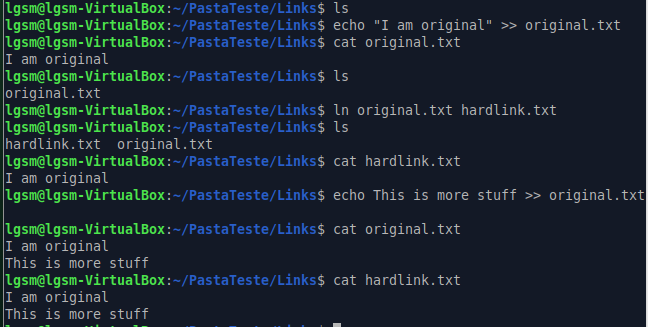 lgsm@lgsm-VirtualBox:~/PastaTeste/Links$ ls
lgsm@lgsm-VirtualBox:~/PastaTeste/Links$ echo "I am original" >> original.txt
lgsm@lgsm-VirtualBox:~/PastaTeste/Links$ cat original.txt
I am original
lgsm@lgsm-VirtualBox:~/PastaTeste/Links$ ls
original.txt
lgsm@lgsm-VirtualBox:~/PastaTeste/Links$ ln original.txt hardlink.txt
lgsm@lgsm-VirtualBox:~/PastaTeste/Links$ ls
hardlink.txt  original.txt
lgsm@lgsm-VirtualBox:~/PastaTeste/Links$ cat hardlink.txt
I am original
lgsm@lgsm-VirtualBox:~/PastaTeste/Links$ echo This is more stuff >> original.txt
lgsm@lgsm-VirtualBox:~/PastaTeste/Links$ cat original.txt
I am original
This is more stuff
lgsm@lgsm-VirtualBox:~/PastaTeste/Links$ cat hardlink.txt
I am original
This is more stuff
lgsm@lgsm-VirtualBox:~/PastaTeste/Links$